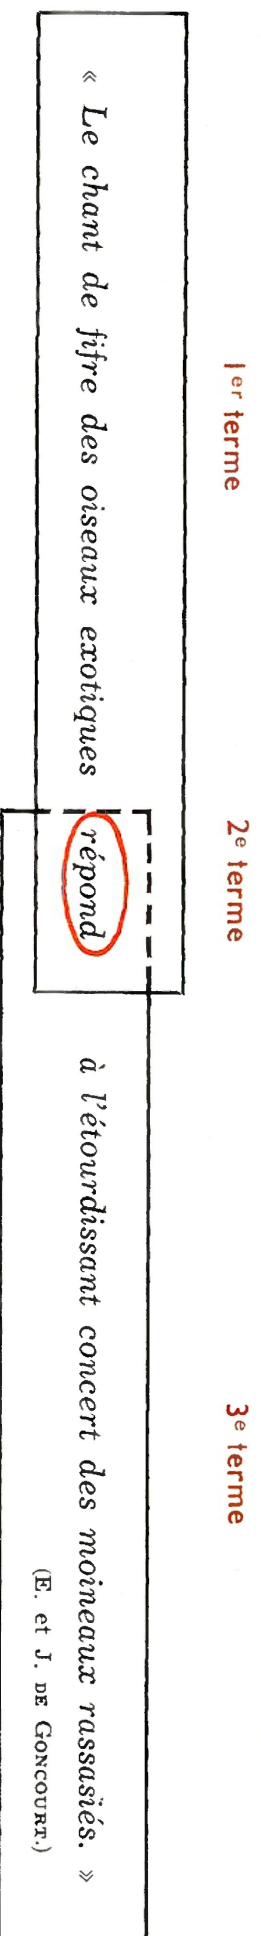 1er terme 2e terme 3e terme
« Le chant de fifre des oiseaux exotiques répond à l'étourdissant concert des moineaux rassasiés. »
(E. et J. DE GONCOURT.)